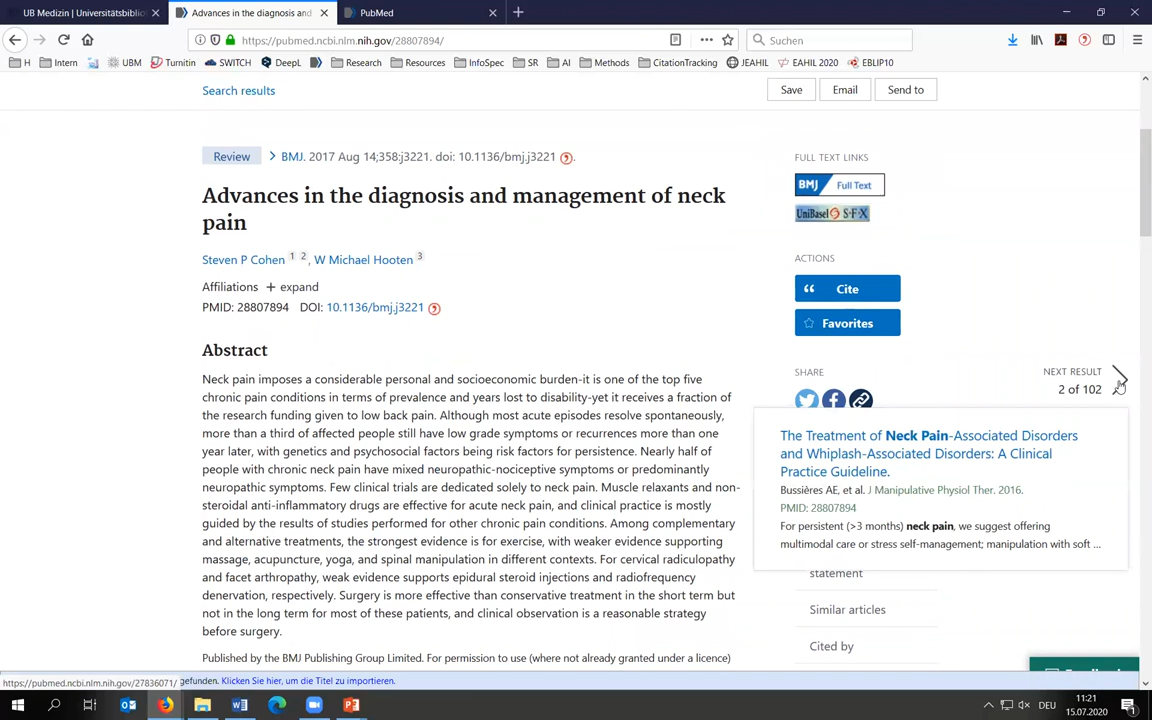 UB Medizin | Universitätsbiblio
Advances in the diagnosis and
PubMed
https://pubmed.ncbi.nlm.nih.gov/28807894/
Suchen
H
Intern
UBM
Turnitin
SWITCH
DeepL
Research
Resources
InfoSpec
SR
AI
Methods
CitationTracking
JEAHIL
EAHIL 2020
EBLIP10
Search results
Save
Email
Send to
Review
BMJ. 2017 Aug 14;358:j3221. doi: 10.1136/bmj.j3221 .
Advances in the diagnosis and management of neck
pain
Steven P Cohen 1 2, W Michael Hooten 3
Affiliations + expand
PMID: 28807894 DOI: 10.1136/bmj.j3221
Abstract
Neck pain imposes a considerable personal and socioeconomic burden-it is one of the top five
chronic pain conditions in terms of prevalence and years lost to disability-yet it receives a fraction of
the research funding given to low back pain. Although most acute episodes resolve spontaneously,
more than a third of affected people still have low grade symptoms or recurrences more than one
year later, with genetics and psychosocial factors being risk factors for persistence. Nearly half of
people with chronic neck pain have mixed neuropathic-nociceptive symptoms or predominantly
neuropathic symptoms. Few clinical trials are dedicated solely to neck pain. Muscle relaxants and non-
steroidal anti-inflammatory drugs are effective for acute neck pain, and clinical practice is mostly
guided by the results of studies performed for other chronic pain conditions. Among complementary
and alternative treatments, the strongest evidence is for exercise, with weaker evidence supporting
massage, acupuncture, yoga, and spinal manipulation in different contexts. For cervical radiculopathy
and facet arthropathy, weak evidence supports epidural steroid injections and radiofrequency
denervation, respectively. Surgery is more effective than conservative treatment in the short term but
not in the long term for most of these patients, and clinical observation is a reasonable strategy
before surgery.
Published by the BMJ Publishing Group Limited. For permission to use (where not already granted under a licence)
FULL TEXT LINKS
BMJ Full Text
UniBasel S·F·X
ACTIONS
Cite
Favorites
SHARE
NEXT RESULT
2 of 102
The Treatment of Neck Pain-Associated Disorders
and Whiplash-Associated Disorders: A Clinical
Practice Guideline.
Bussières AE, et al. J Manipulative Physiol Ther. 2016.
PMID: 28807894
For persistent (>3 months) neck pain, we suggest offering
multimodal care or stress self-management; manipulation with soft ...
statement
Similar articles
Cited by
https://pubmed.ncbi.nlm.nih.gov/27836071/
gefunden. Klicken Sie hier, um die Titel zu importieren.
DEU
11:21
15.07.2020
1